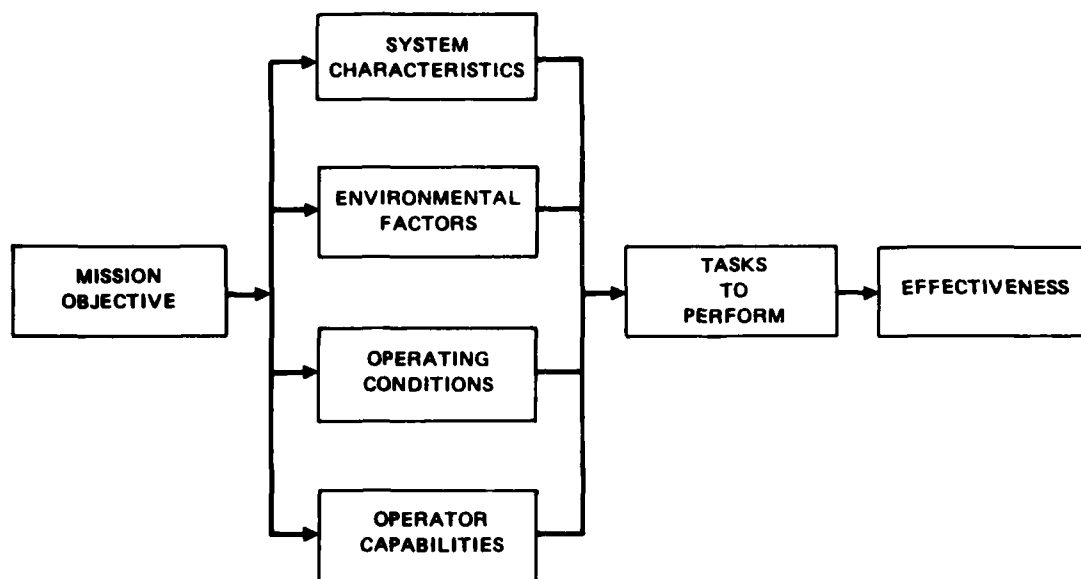 SYSTEM
CHARACTERISTICS
ENVIRONMENTAL
FACTORS
MISSION
OBJECTIVE
TASKS
TO
PERFORM
EFFECTIVENESS
OPERATING
CONDITIONS
OPERATOR
CAPABILITIES